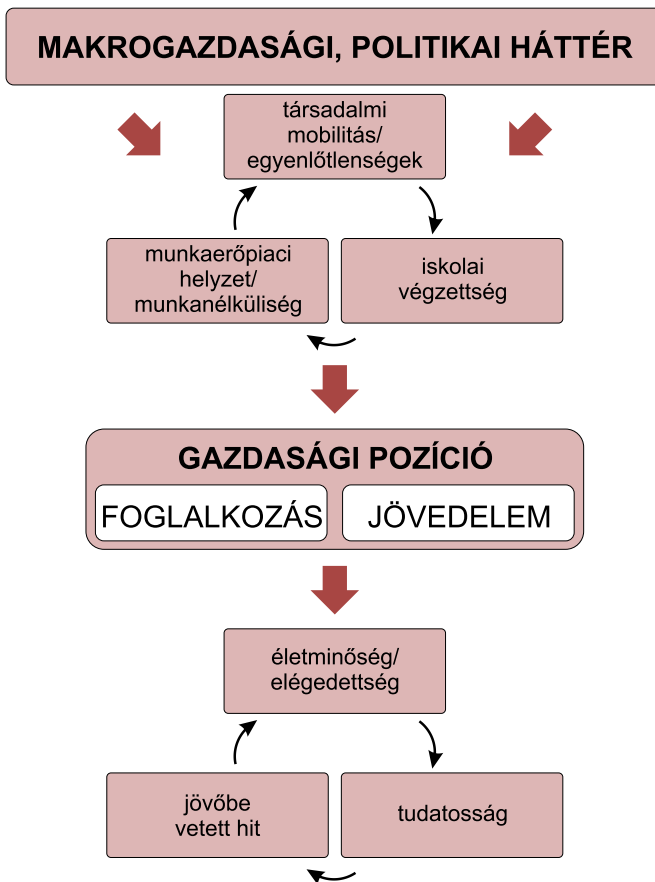 MAKROGAZDASÁGI, POLITIKAI HÁTTÉR
társadalmi
mobilitás/
egyenlőtlenségek
munkaerőpiaci
helyzet/
munkanélküliség
iskolai
végzettség
GAZDASÁGI POZÍCIÓ
FOGLALKOZÁS
JÖVEDELEM
életminőség/
elégedettség
jövőbe
vetett hit
tudatosság